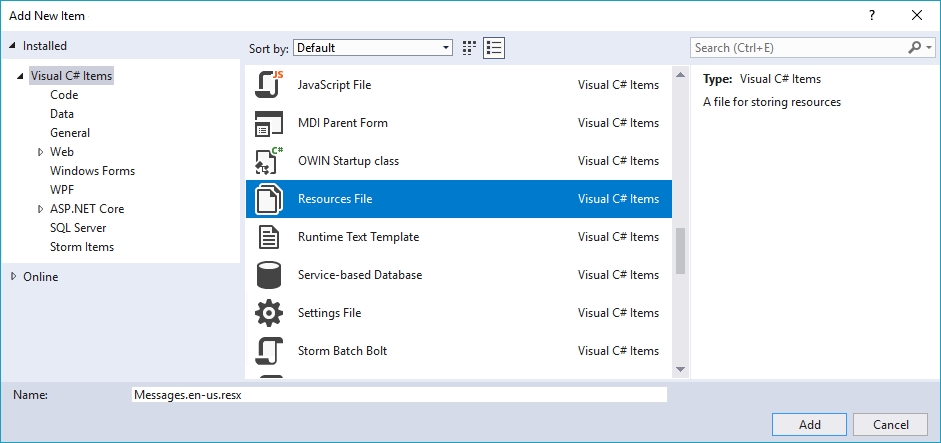 Add New Item
?
Installed
Sort by: Default
Search (Ctrl+E)
Visual C# Items
Code
Data
General
Web
Windows Forms
WPF
ASP.NET Core
SQL Server
Storm Items
Online
JavaScript File Visual C# Items
MDI Parent Form Visual C# Items
OWIN Startup class Visual C# Items
Resources File Visual C# Items
Runtime Text Template Visual C# Items
Service-based Database Visual C# Items
Settings File Visual C# Items
Storm Batch Bolt Visual C# Items
Type: Visual C# Items
A file for storing resources
Name: Messages.en-us.resx
Add Cancel